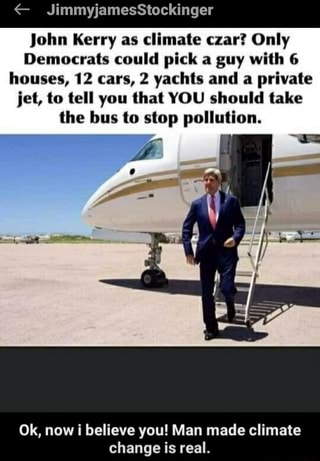 ← JimmyjamesStockinger
John Kerry as climate czar? Only
Democrats could pick a guy with 6
houses, 12 cars, 2 yachts and a private
jet, to tell you that YOU should take
the bus to stop pollution.
Ok, now i believe you! Man made climate
change is real.